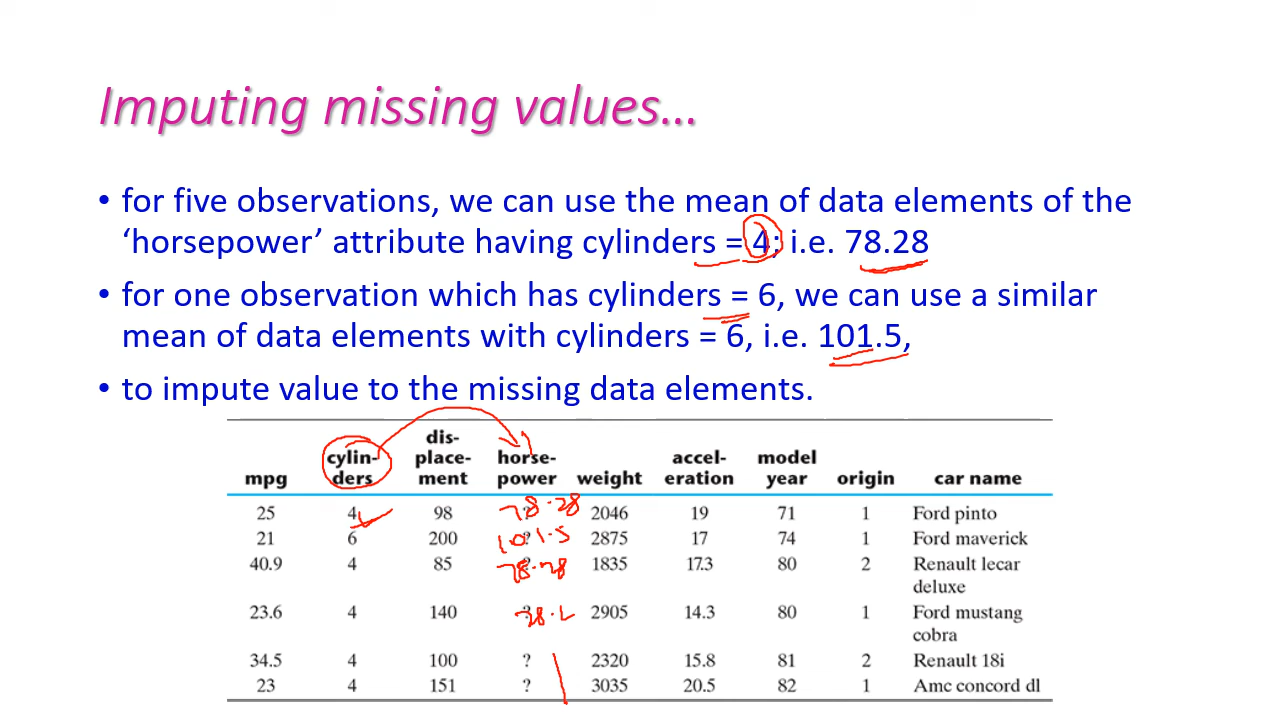 Imputing missing values...
• for five observations, we can use the mean of data elements of the
‘horsepower’ attribute having cylinders = 4; i.e. 78.28
• for one observation which has cylinders = 6, we can use a similar
mean of data elements with cylinders = 6, i.e. 101.5,
• to impute value to the missing data elements.
mpg cylin-ders dis-place-ment horse-power weight accel-eration model year origin car name
25 4 98 ? 78.28 2046 19 71 1 Ford pinto
21 6 200 ? 101.5 2875 17 74 1 Ford maverick
40.9 4 85 ? 78.28 1835 17.3 80 2 Renault lecar
deluxe
23.6 4 140 ? 78.2 2905 14.3 80 1 Ford mustang
cobra
34.5 4 100 ? 2320 15.8 81 2 Renault 18i
23 4 151 ? 3035 20.5 82 1 Amc concord dl